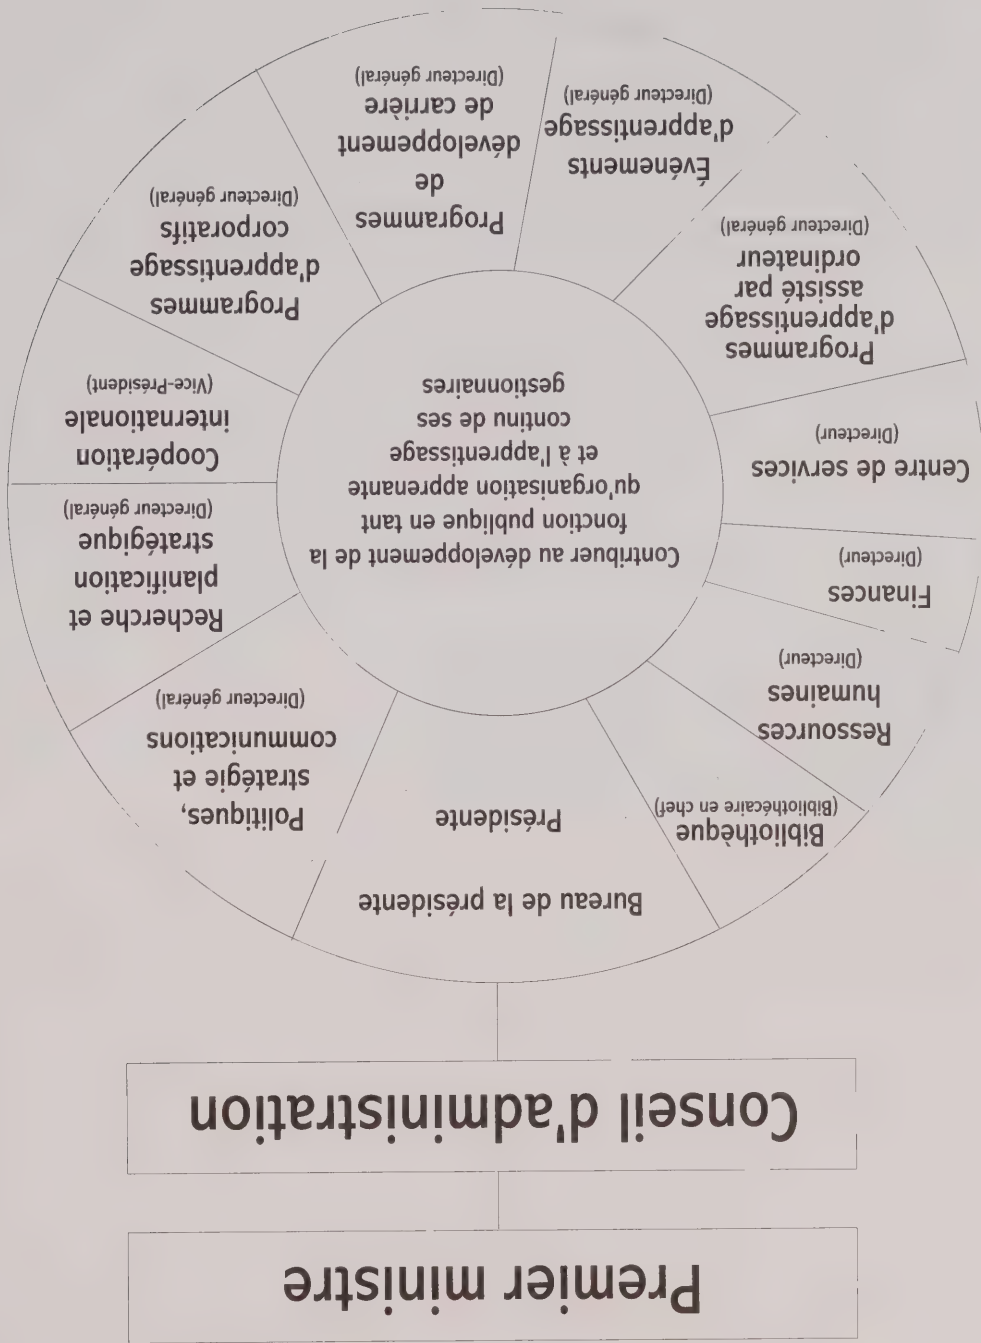 Premier ministre
Conseil d'administration
Bureau de la présidente
Présidente
Bibliothèque
(Bibliothécaire en chef)
Politiques,
stratégie et
communications
(Directeur général)
Ressources
humaines
(Directeur)
Recherche et
planification
stratégique
(Directeur général)
Finances
(Directeur)
Contribuer au développement de la
fonction publique en tant
qu'organisation apprenante
et à l'apprentissage
continu de ses
gestionnaires
Coopération
internationale
(Vice-Président)
Centre de services
(Directeur)
Programmes
d'apprentissage
corporatifs
(Directeur général)
Programmes
d'apprentissage
assisté par
ordinateur
(Directeur général)
Programmes
de
développement
de carrière
(Directeur général)
Événements
d'apprentissage
(Directeur général)